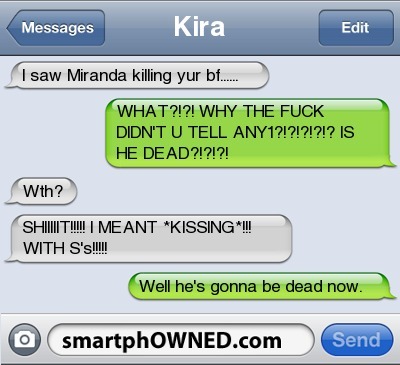 Messages
Kira
Edit
I saw Miranda killing yur bf......
WHAT?!?! WHY THE FUCK
DIDN'T U TELL ANY1?!?!?!?!? IS
HE DEAD?!?!?!
Wth?
SHIIIIIT!!!!! I MEANT *KISSING*!!!
WITH S's!!!!!
Well he's gonna be dead now.
smartphOWNED.com
Send